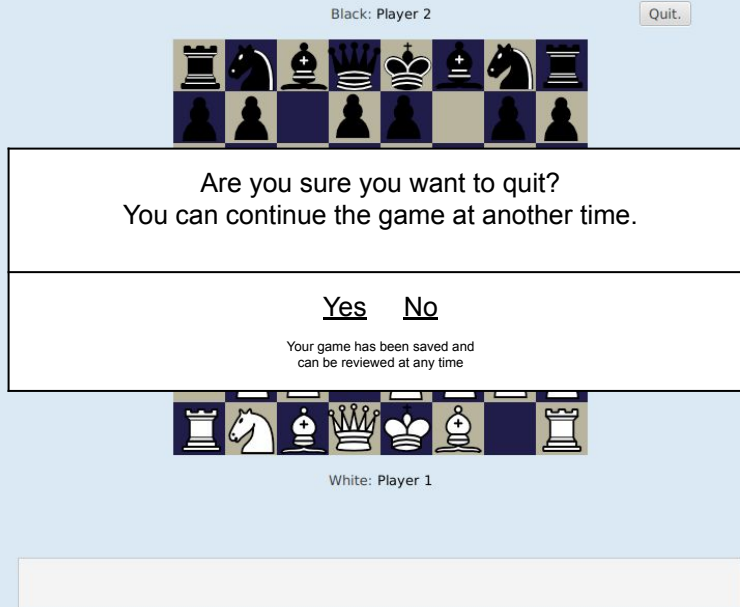 Black: Player 2
Quit.
Are you sure you want to quit?
You can continue the game at another time.
Yes No
Your game has been saved and
can be reviewed at any time
White: Player 1